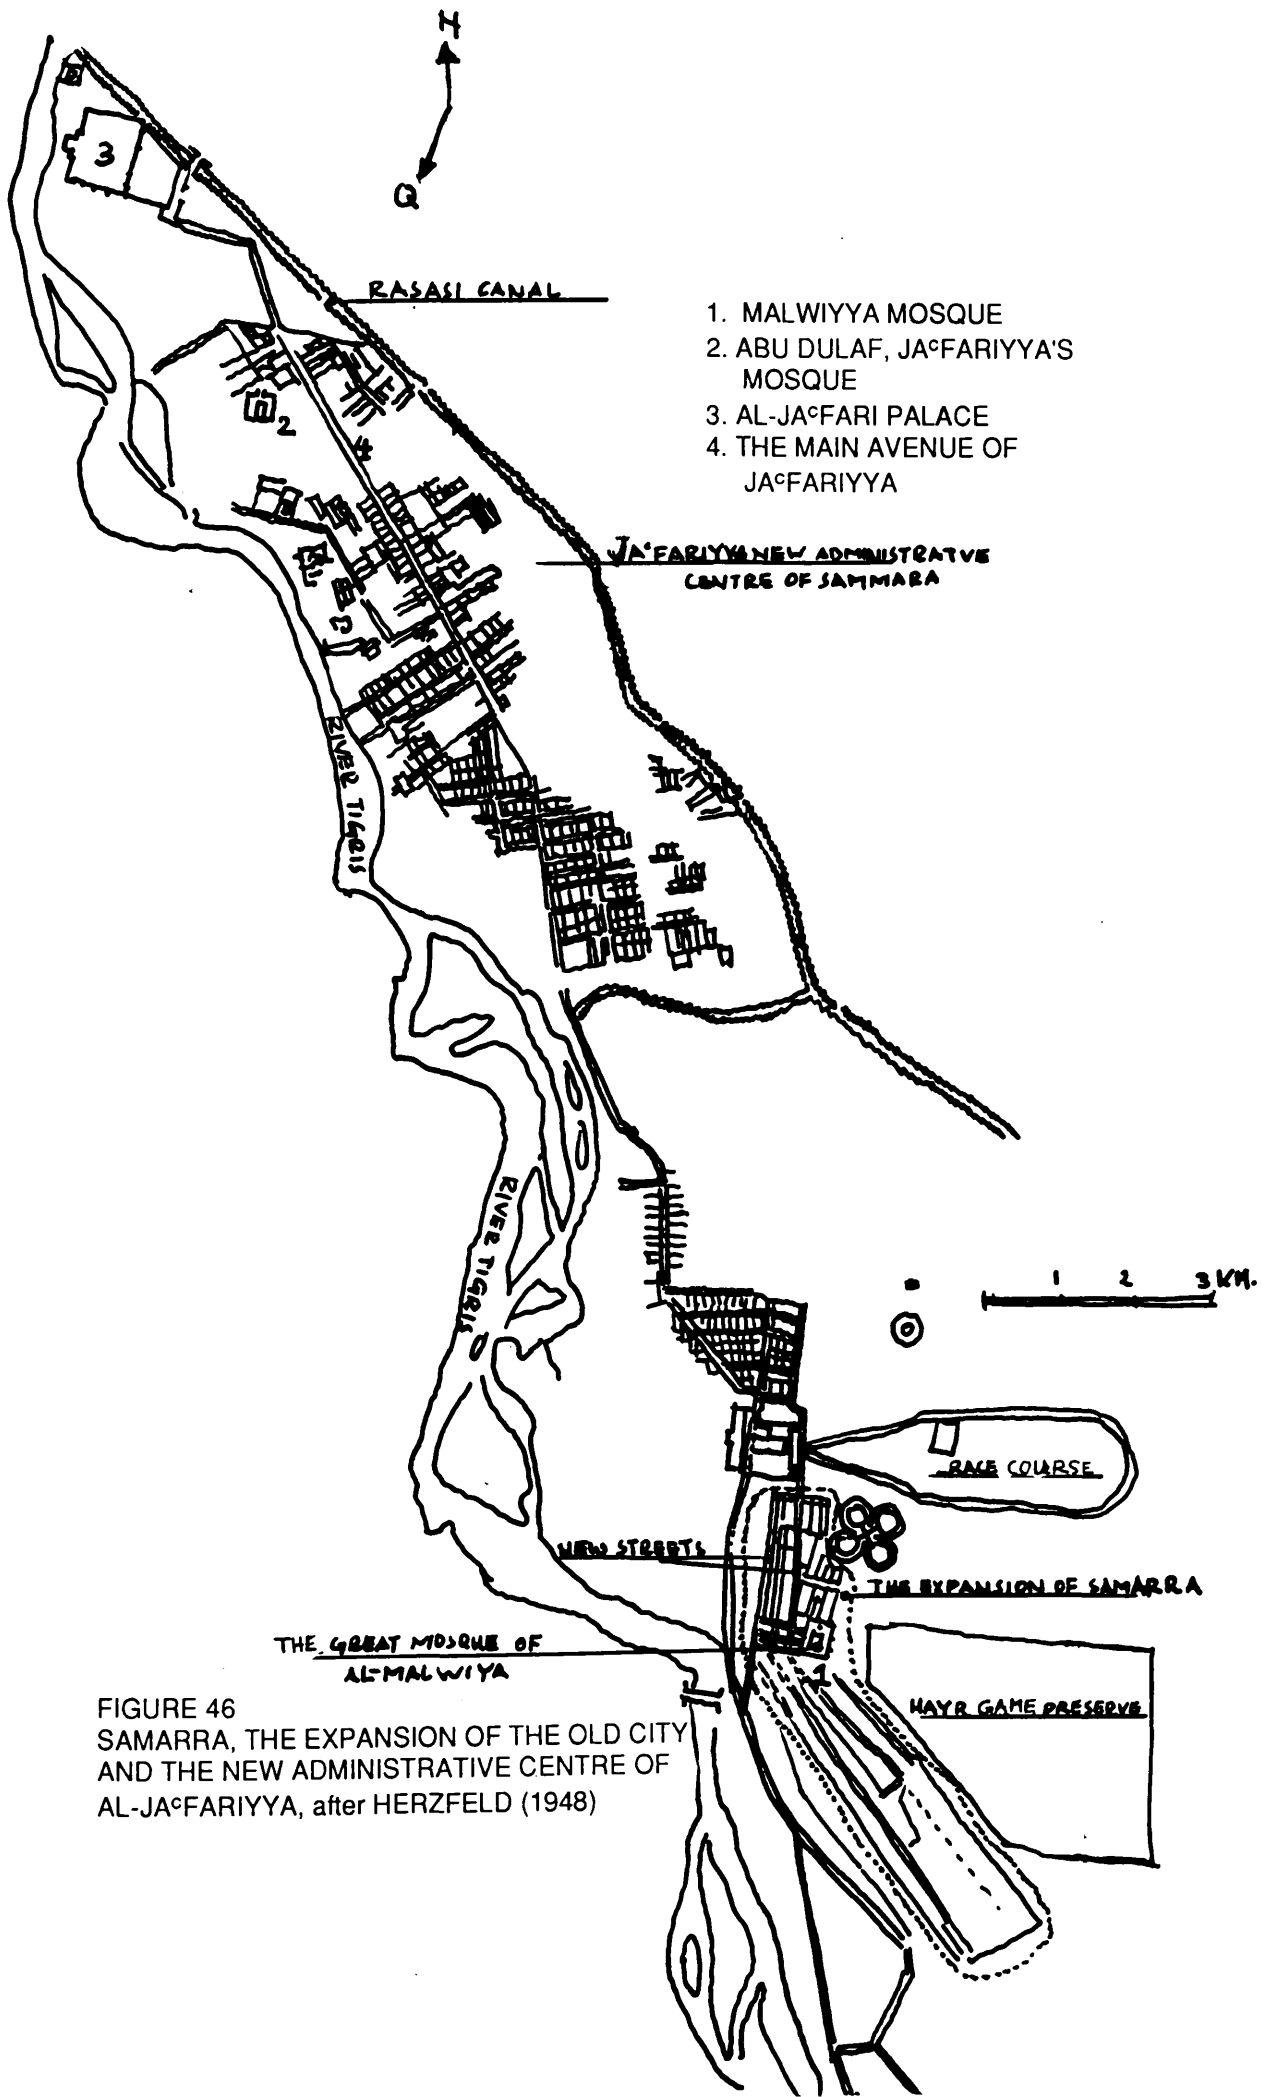 N
Q
3
RASASI CANAL
1. MALWIYYA MOSQUE
2. ABU DULAF, JAᶜFARIYYA'S
MOSQUE
3. AL-JAᶜFARI PALACE
4. THE MAIN AVENUE OF
JAᶜFARIYYA
2
JA'FARIYYA NEW ADMINISTRATVE
CENTRE OF SAMMARA
RIVER TIGRIS
RIVER TIGRIS
1 2 3 KM.
RACE COURSE
NEW STREETS
THE EXPANSION OF SAMARRA
THE GREAT MOSQUE OF
AL-MALWIYA
1
HAYR GAME PRESERVE
FIGURE 46
SAMARRA, THE EXPANSION OF THE OLD CITY
AND THE NEW ADMINISTRATIVE CENTRE OF
AL-JAᶜFARIYYA, after HERZFELD (1948)